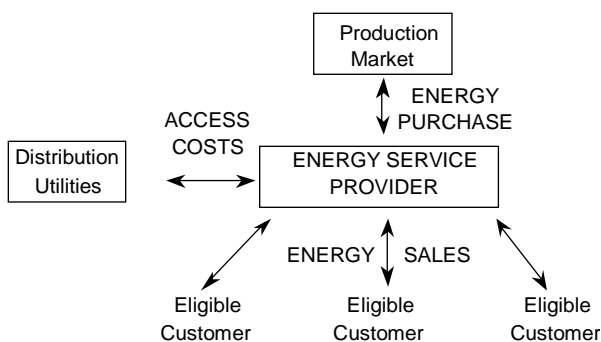 Production
Market
ENERGY
PURCHASE
ACCESS
COSTS
Distribution
Utilities
ENERGY SERVICE
PROVIDER
ENERGY SALES
Eligible
Customer
Eligible
Customer
Eligible
Customer